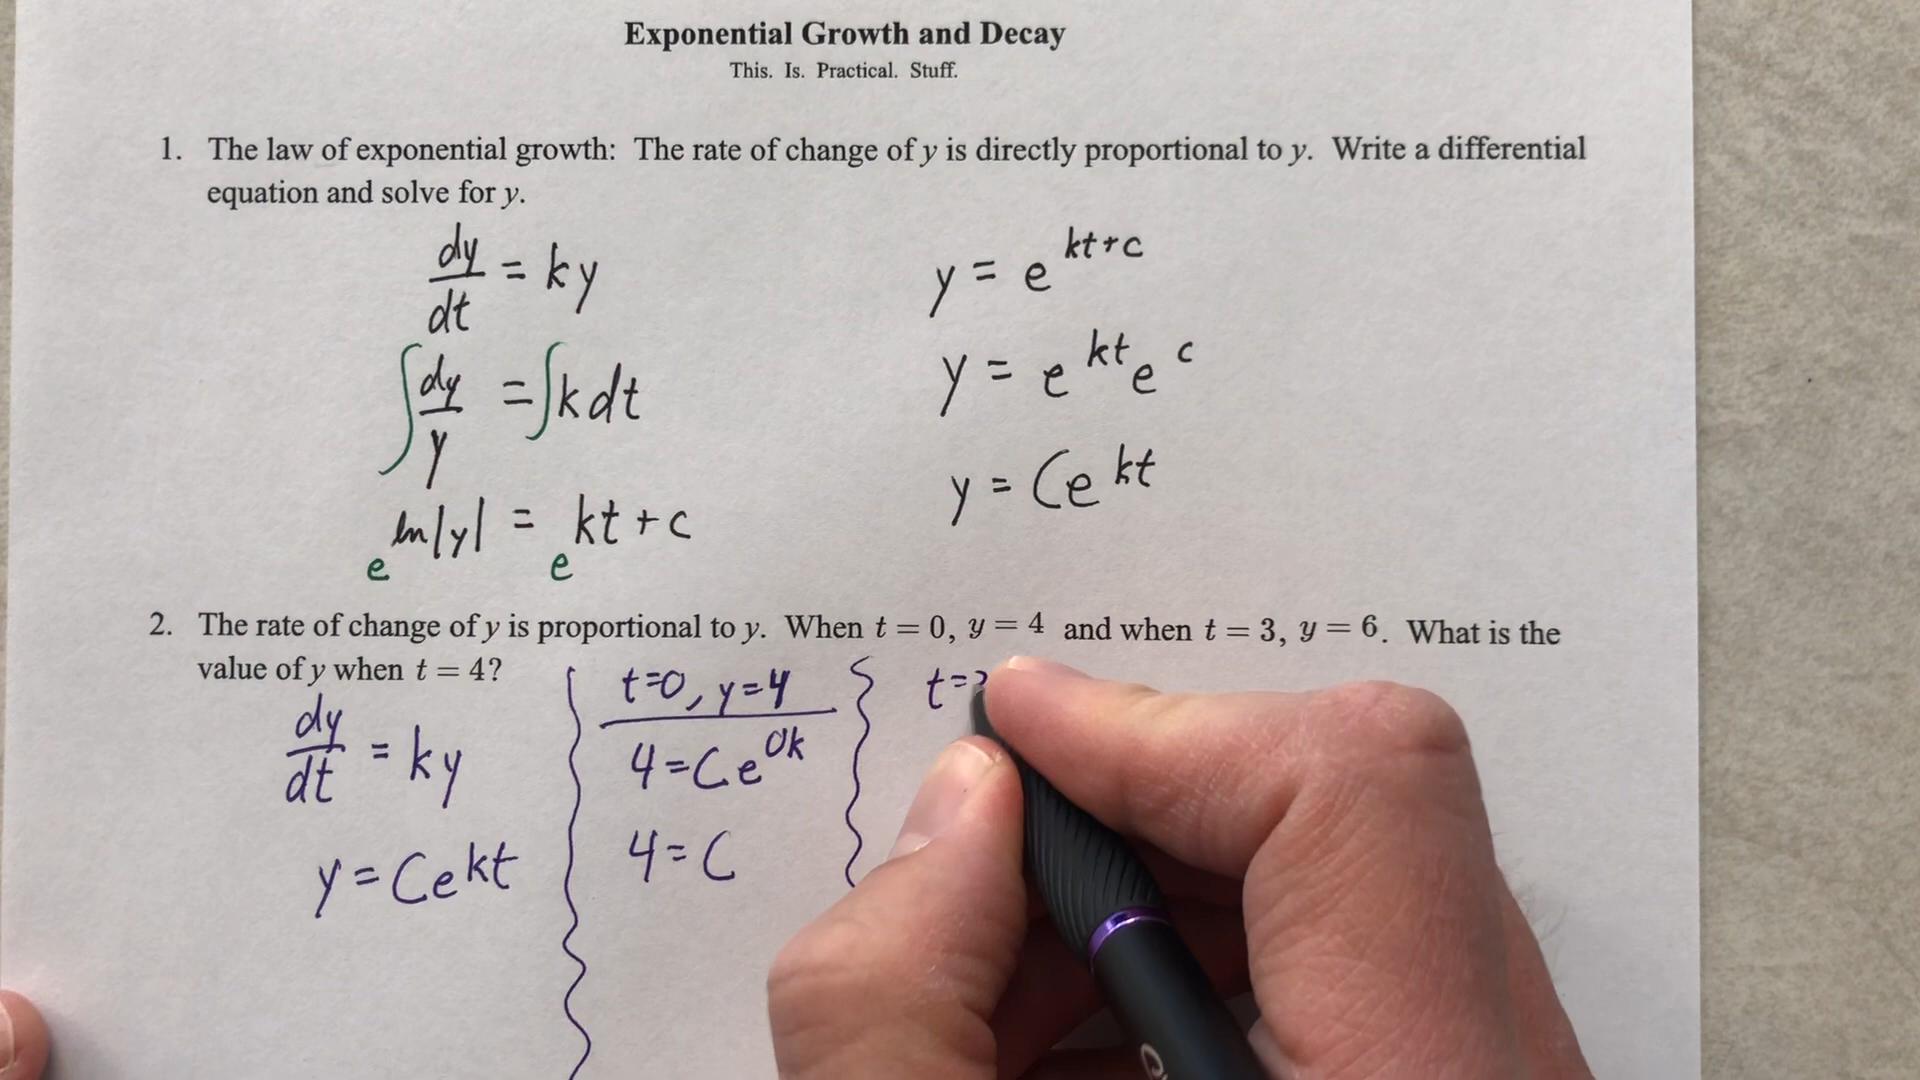 Exponential Growth and Decay
This. Is. Practical. Stuff.
1. The law of exponential growth: The rate of change of y is directly proportional to y. Write a differential
equation and solve for y.
dy/dt = ky
∫ dy/y = ∫ k dt
e^ln|y| = e^kt+c
y = e^kt+c
y = e^kt e^c
y = Ce^kt
2. The rate of change of y is proportional to y. When t = 0, y = 4 and when t = 3, y = 6. What is the
value of y when t = 4?
dy/dt = ky
y = Ce^kt
t=0, y=4
4=Ce^0k
4=C
t=